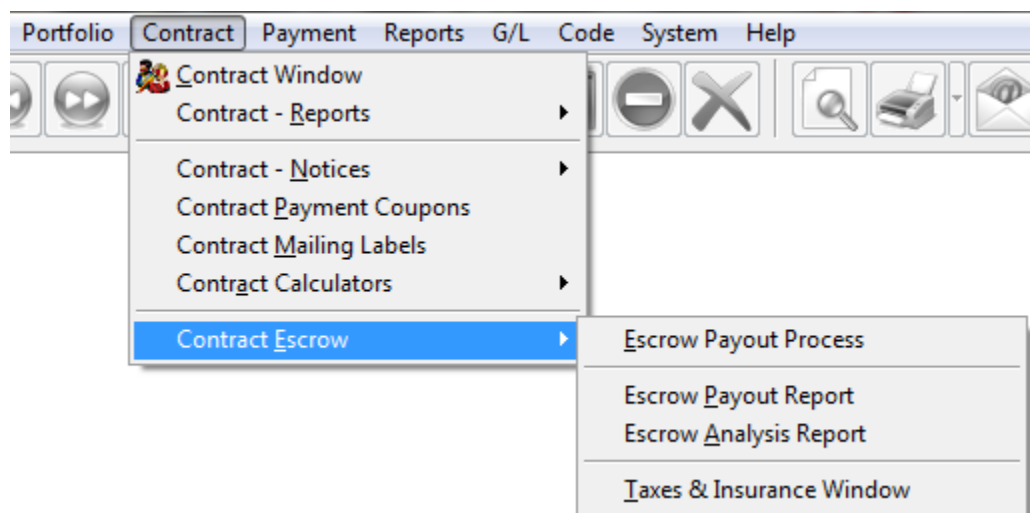 Portfolio Contract Payment Reports G/L Code System Help
Contract Window
Contract - Reports
Contract - Notices
Contract Payment Coupons
Contract Mailing Labels
Contract Calculators
Contract Escrow
Escrow Payout Process
Escrow Payout Report
Escrow Analysis Report
Taxes & Insurance Window